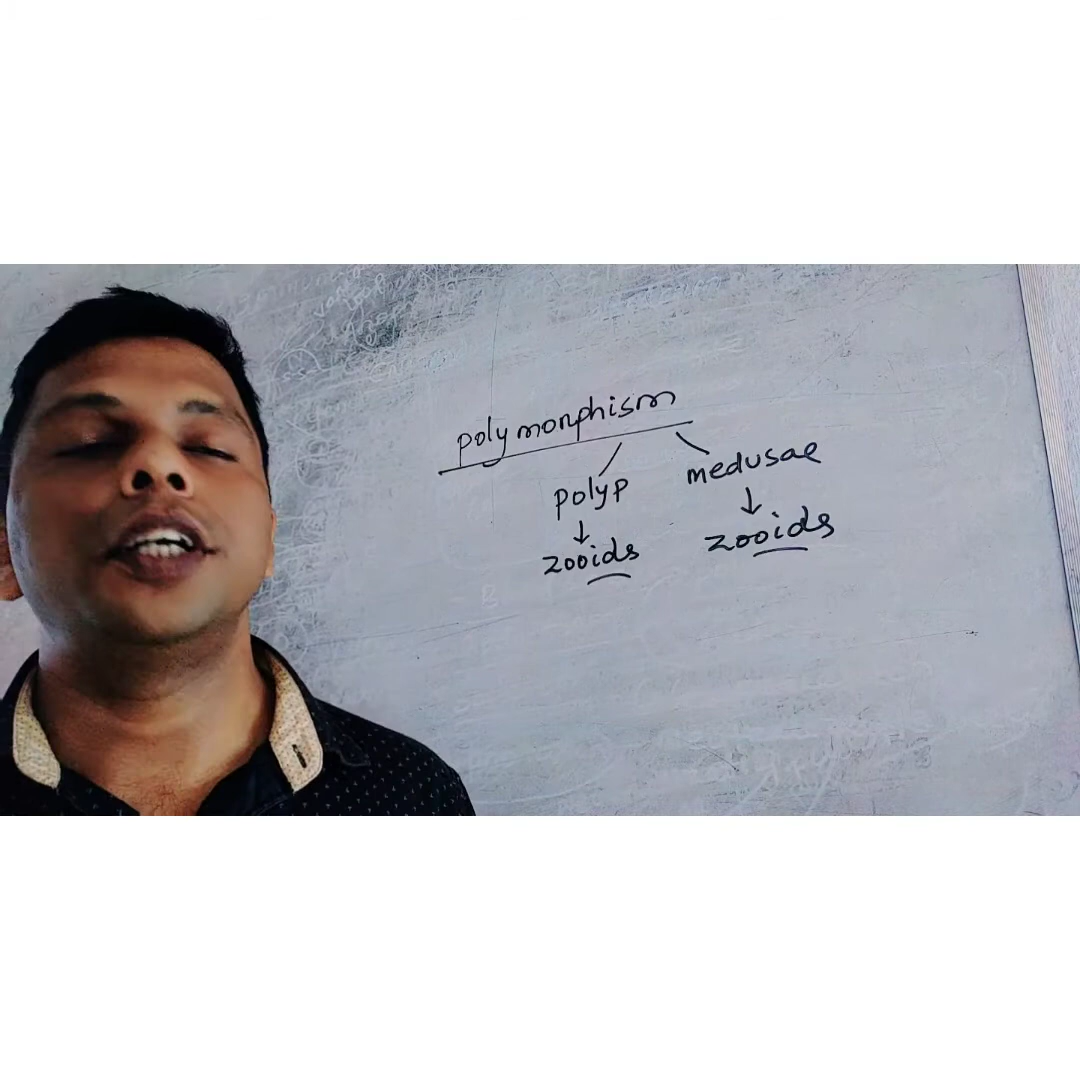 polymorphism
polyp medusae
↓ ↓
zooids zooids